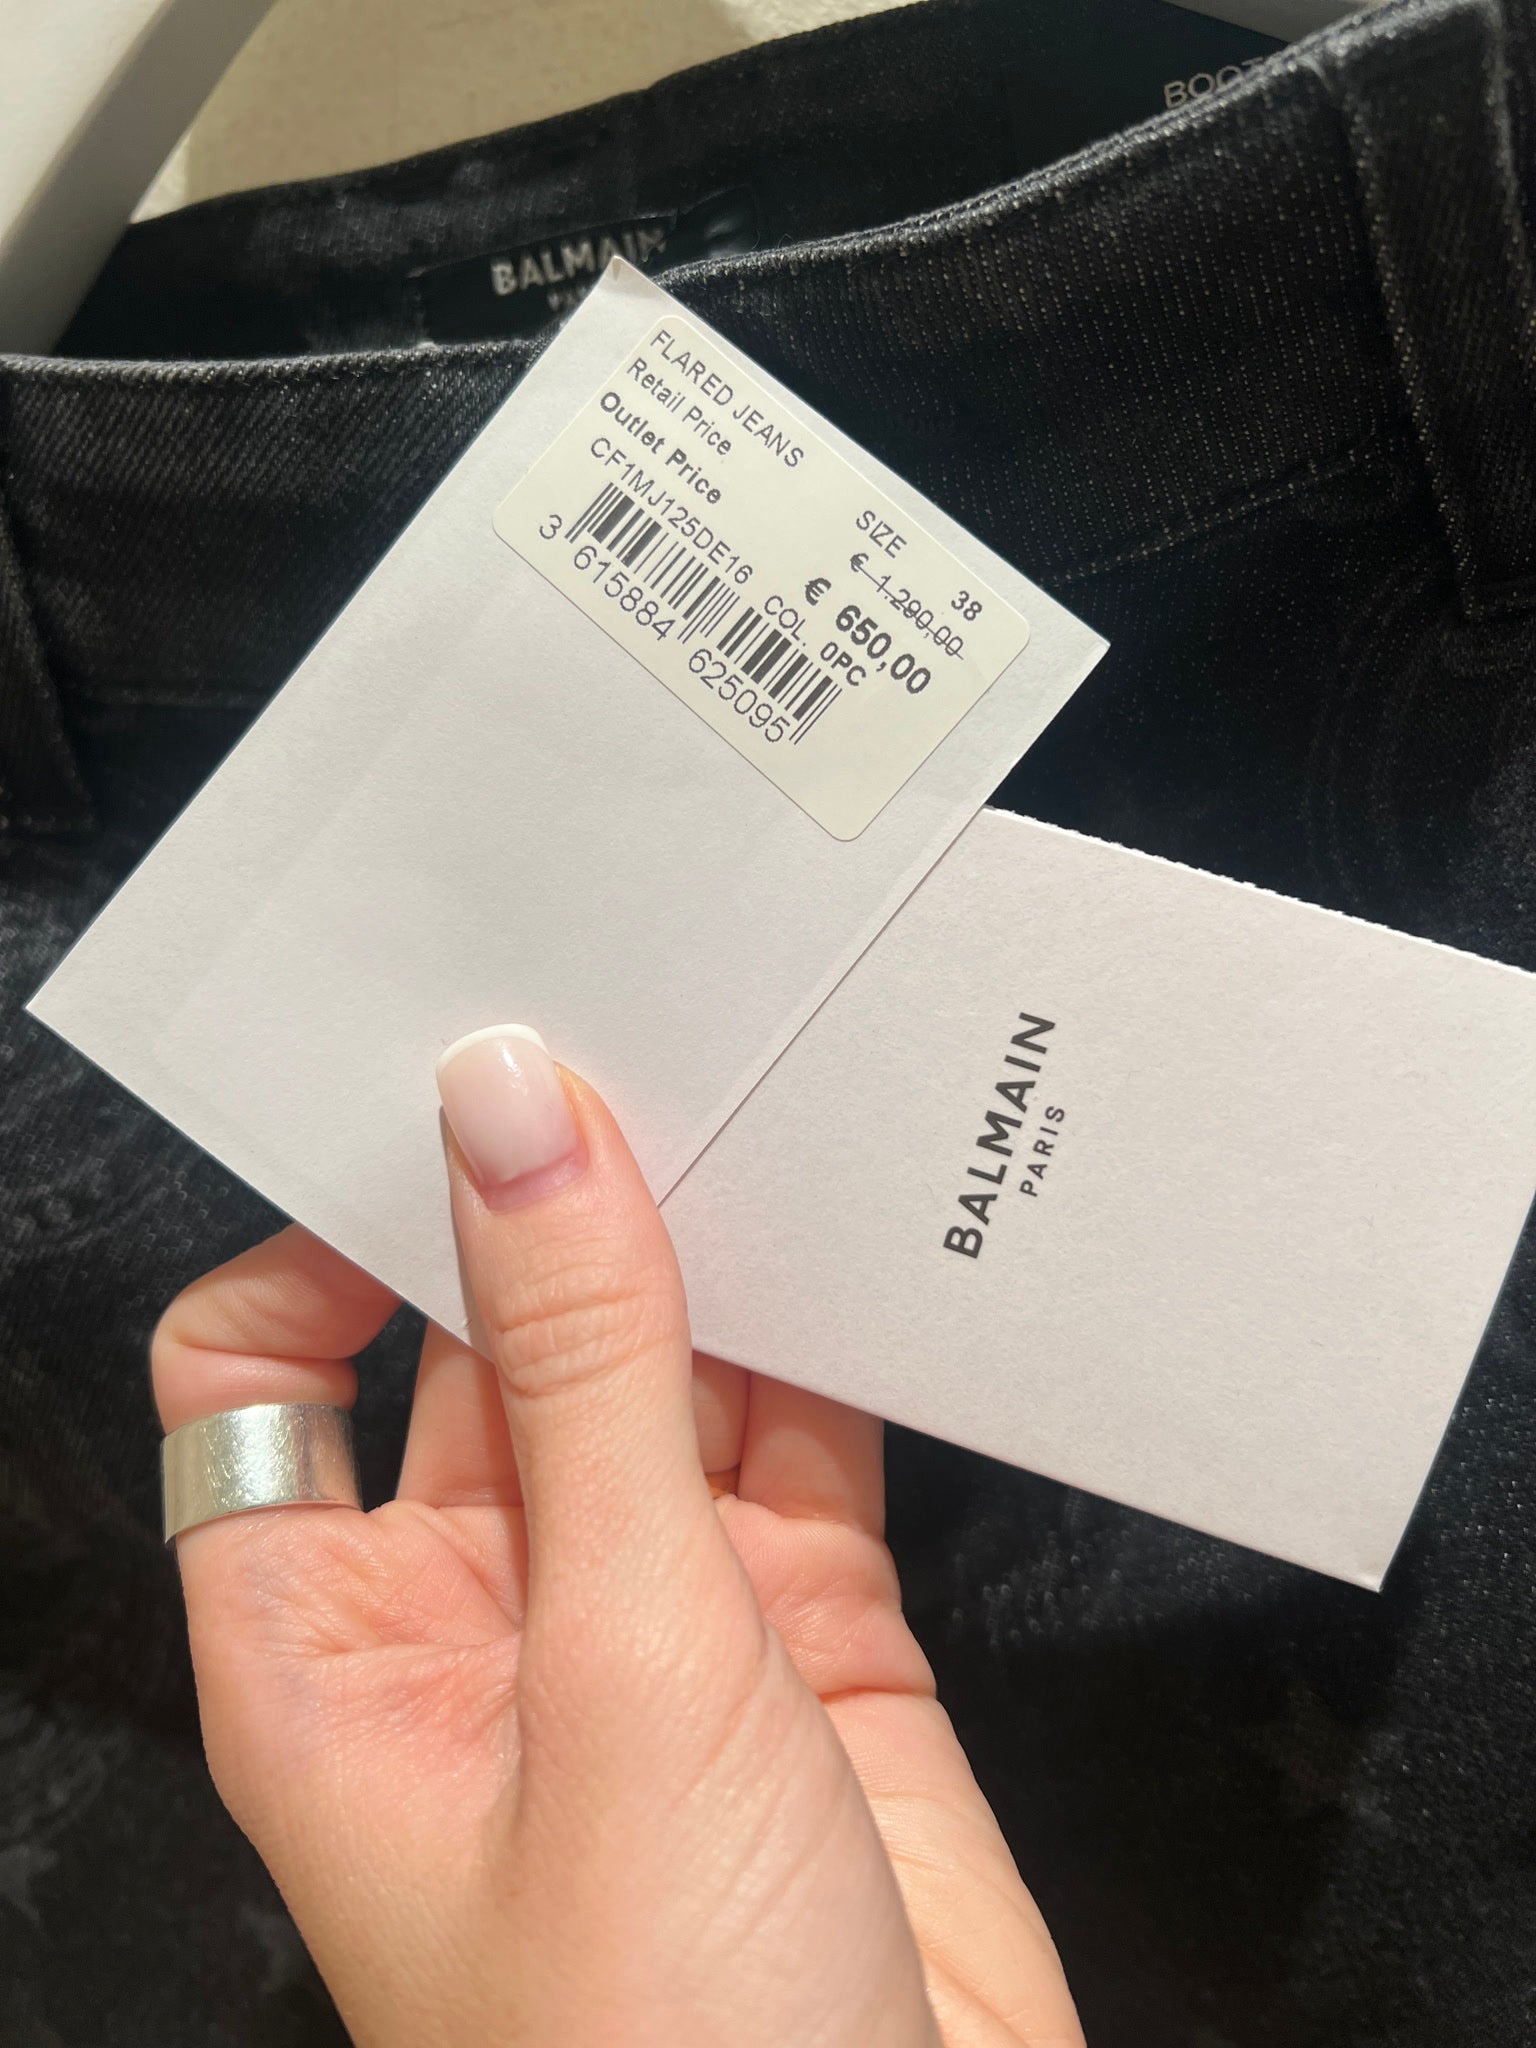 BALMAIN
FLARED JEANS SIZE 38
Retail Price € 1.290,00
Outlet Price € 650,00
CF1MJ125DE16 COL. 0PC
3 615884 625095
BALMAIN
PARIS